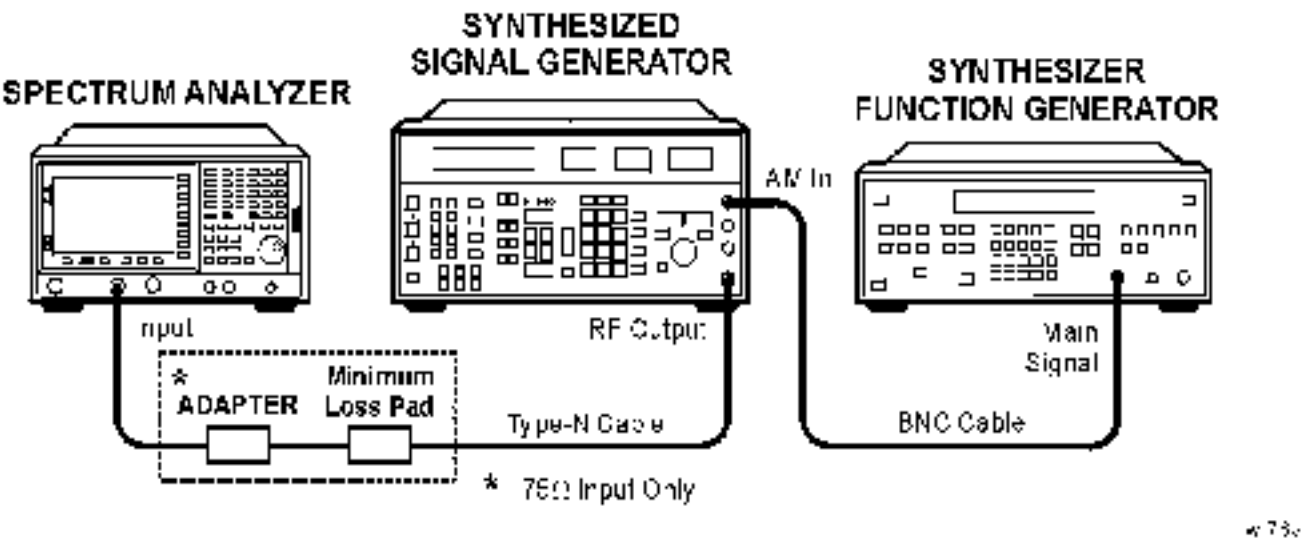 SYNTHESIZED
SIGNAL GENERATOR
SPECTRUM ANALYZER
SYNTHESIZER
FUNCTION GENERATOR
AM In
Input
RF Output
Main
Signal
*
ADAPTER
Minimum
Loss Pad
Type-N Cable
BNC Cable
* 75Ω Input Only